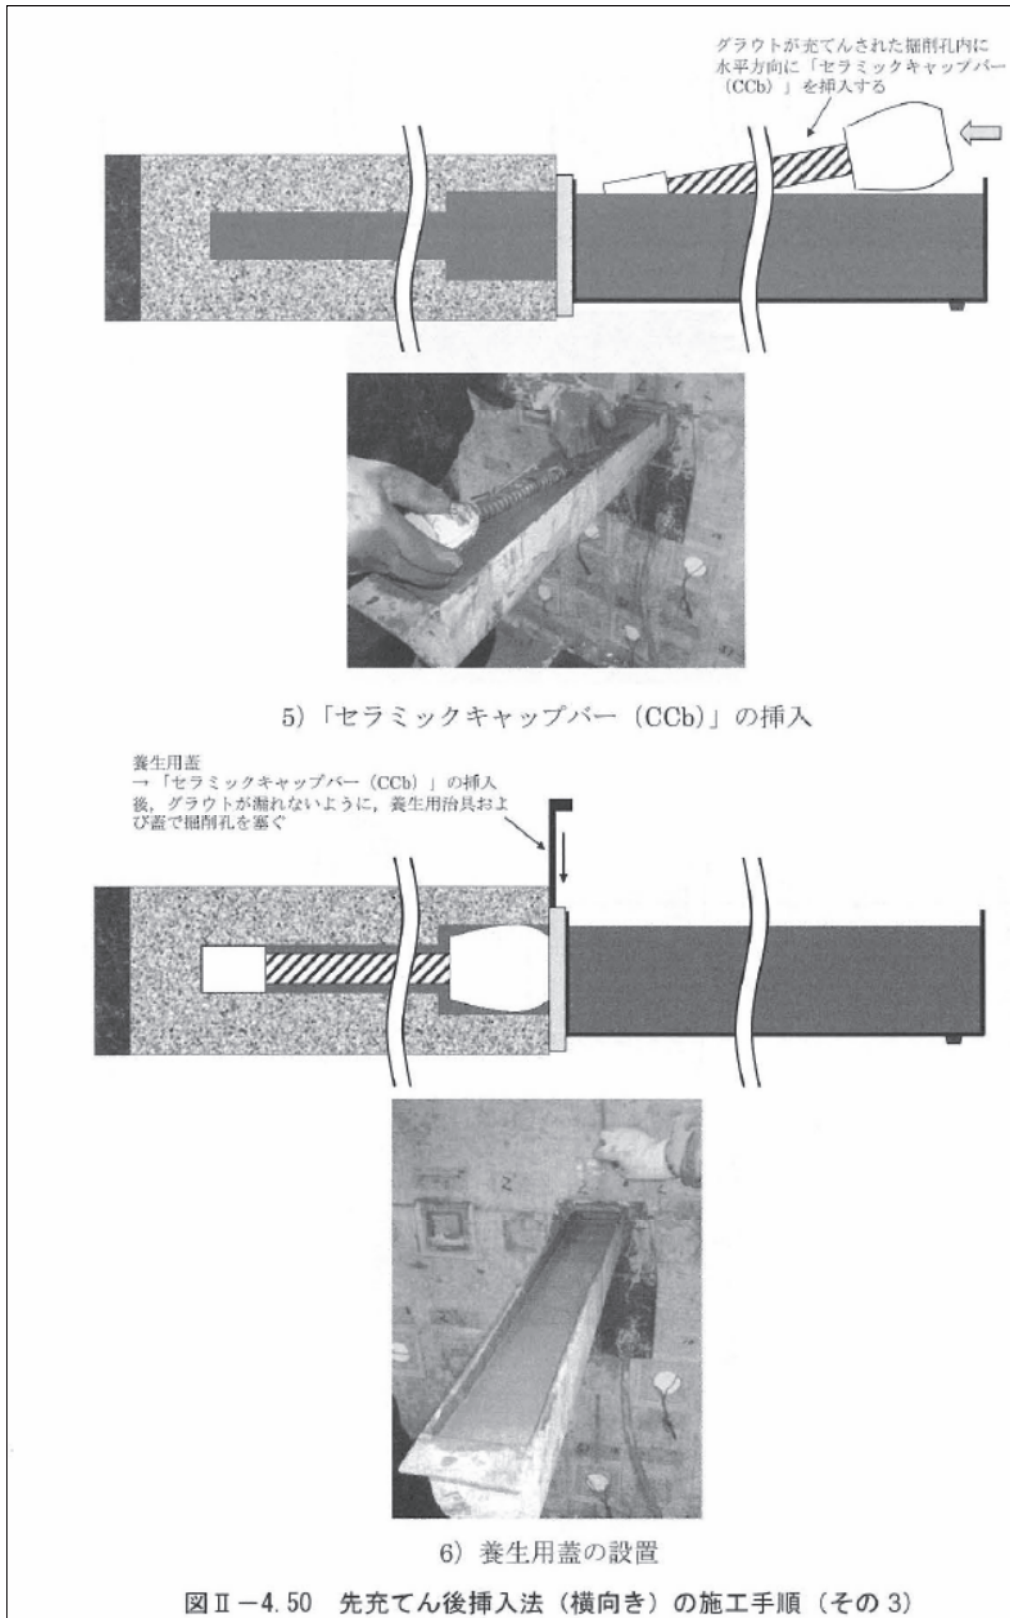 グラウトが充てんされた掘削孔内に
水平方向に「セラミックキャップバー
(CCb)」を挿入する
5)「セラミックキャップバー(CCb)」の挿入
養生用蓋
→「セラミックキャップバー(CCb)」の挿入
後,グラウトが漏れないように,養生用治具およ
び蓋で掘削孔を塞ぐ
6) 養生用蓋の設置
図Ⅱ-4.50 先充てん後挿入法(横向き)の施工手順(その3)